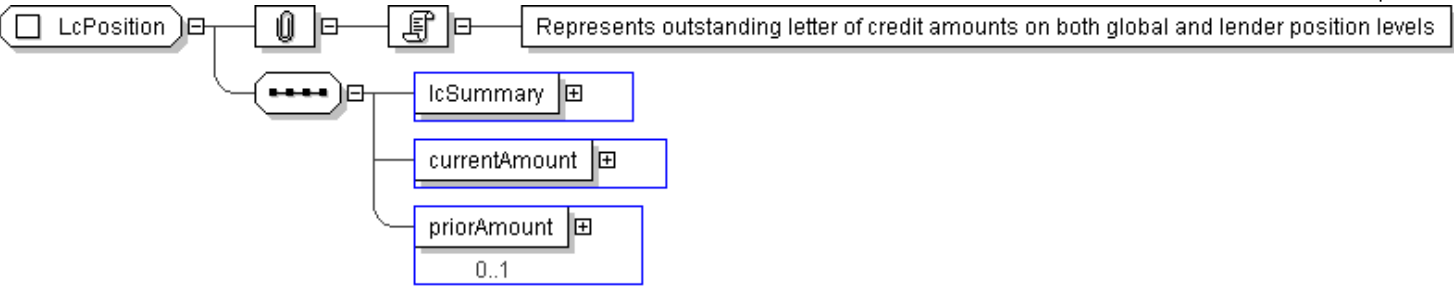 LcPosition
Represents outstanding letter of credit amounts on both global and lender position levels
lcSummary
currentAmount
priorAmount
0..1